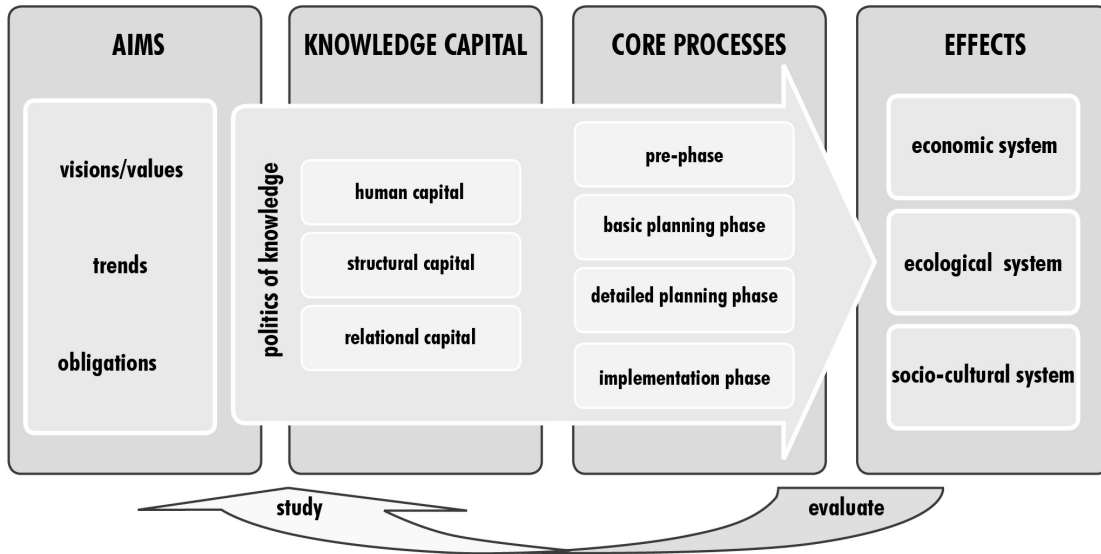 AIMS
KNOWLEDGE CAPITAL
CORE PROCESSES
EFFECTS
visions/values
trends
obligations
politics of knowledge
human capital
structural capital
relational capital
pre-phase
basic planning phase
detailed planning phase
implementation phase
economic system
ecological system
socio-cultural system
study
evaluate